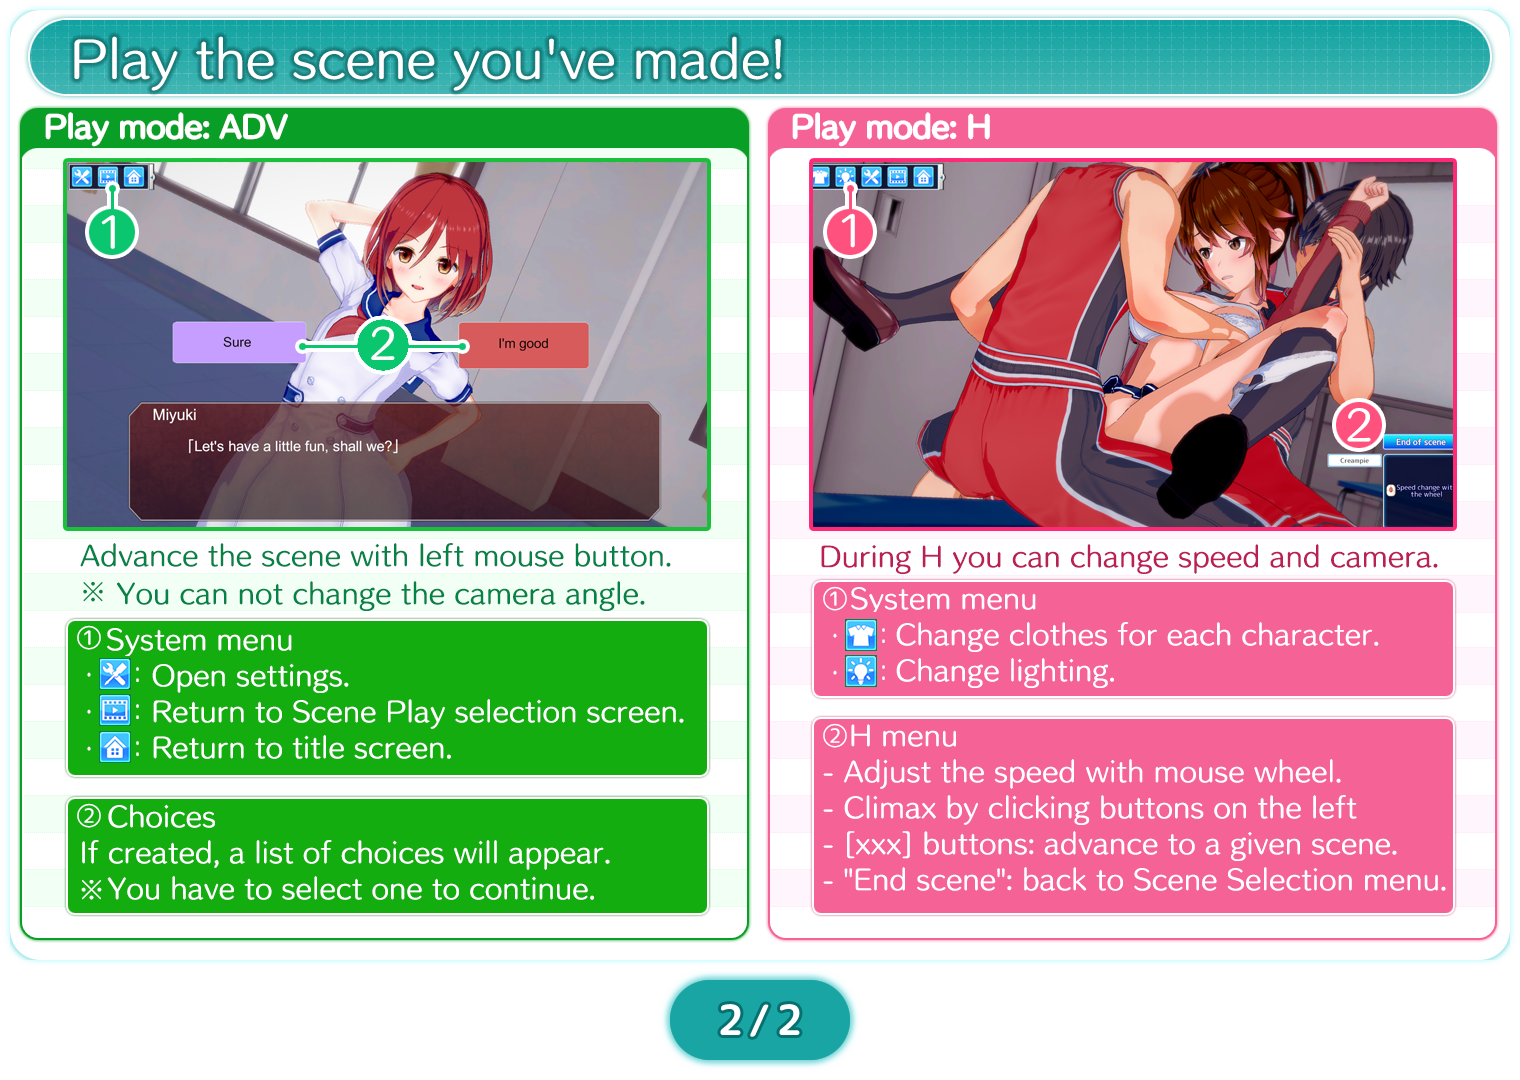 Play the scene you've made!
Play mode: ADV
1
Sure
2
I'm good
Miyuki
「Let's have a little fun, shall we?」
Advance the scene with left mouse button.
※ You can not change the camera angle.
①System menu
· : Open settings.
· : Return to Scene Play selection screen.
· : Return to title screen.
② Choices
If created, a list of choices will appear.
※You have to select one to continue.
Play mode: H
1
2
End of scene
Creampie
Speed change wit
the wheel
During H you can change speed and camera.
①System menu
· : Change clothes for each character.
· : Change lighting.
②H menu
- Adjust the speed with mouse wheel.
- Climax by clicking buttons on the left
- [xxx] buttons: advance to a given scene.
- "End scene": back to Scene Selection menu.
2/2